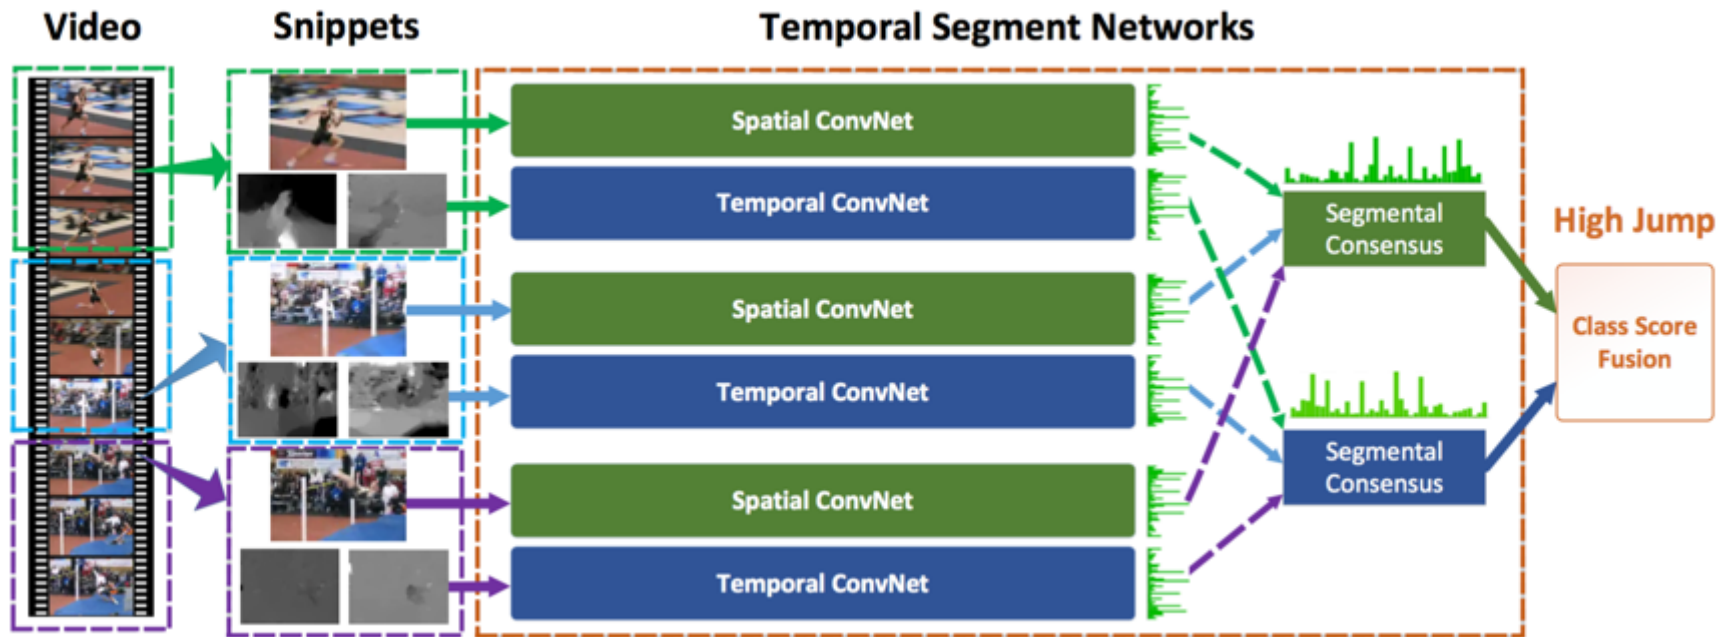 Video
Snippets
Temporal Segment Networks
Spatial ConvNet
Temporal ConvNet
Spatial ConvNet
Temporal ConvNet
Spatial ConvNet
Temporal ConvNet
Segmental
Consensus
Segmental
Consensus
High Jump
Class Score
Fusion